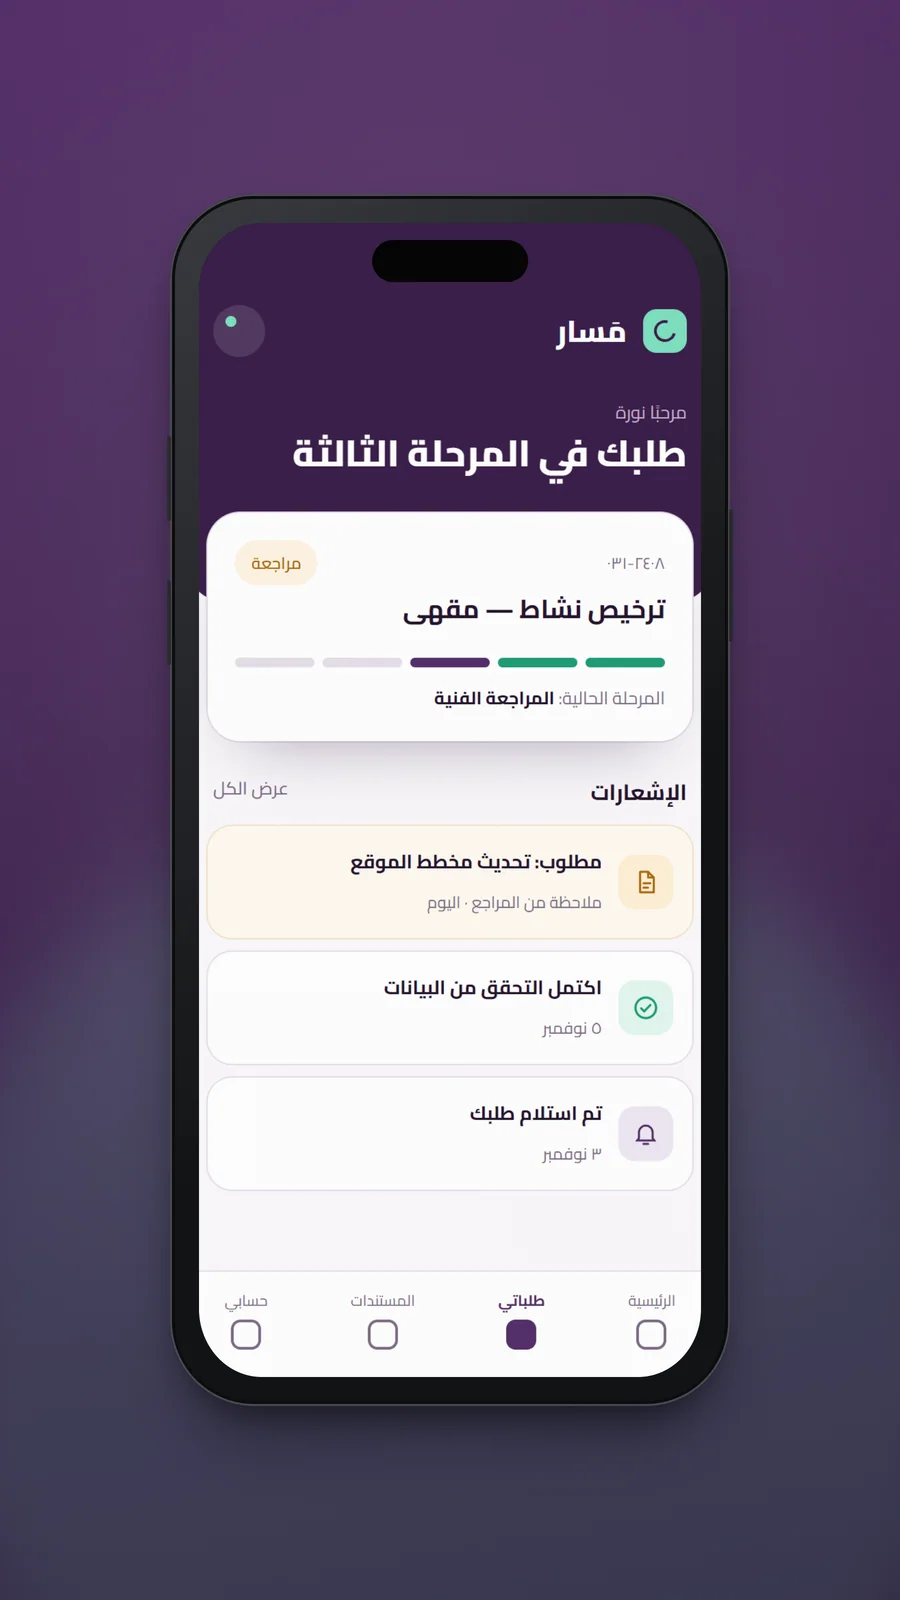 مَسار
مرحبًا نورة
طلبك في المرحلة الثالثة
٢٤٠٨-٠٣١
مراجعة
ترخيص نشاط — مقهى
المرحلة الحالية: المراجعة الفنية
الإشعارات
عرض الكل
مطلوب: تحديث مخطط الموقع
ملاحظة من المراجع · اليوم
اكتمل التحقق من البيانات
٥ نوفمبر
تم استلام طلبك
٣ نوفمبر
الرئيسية
طلباتي
المستندات
حسابي